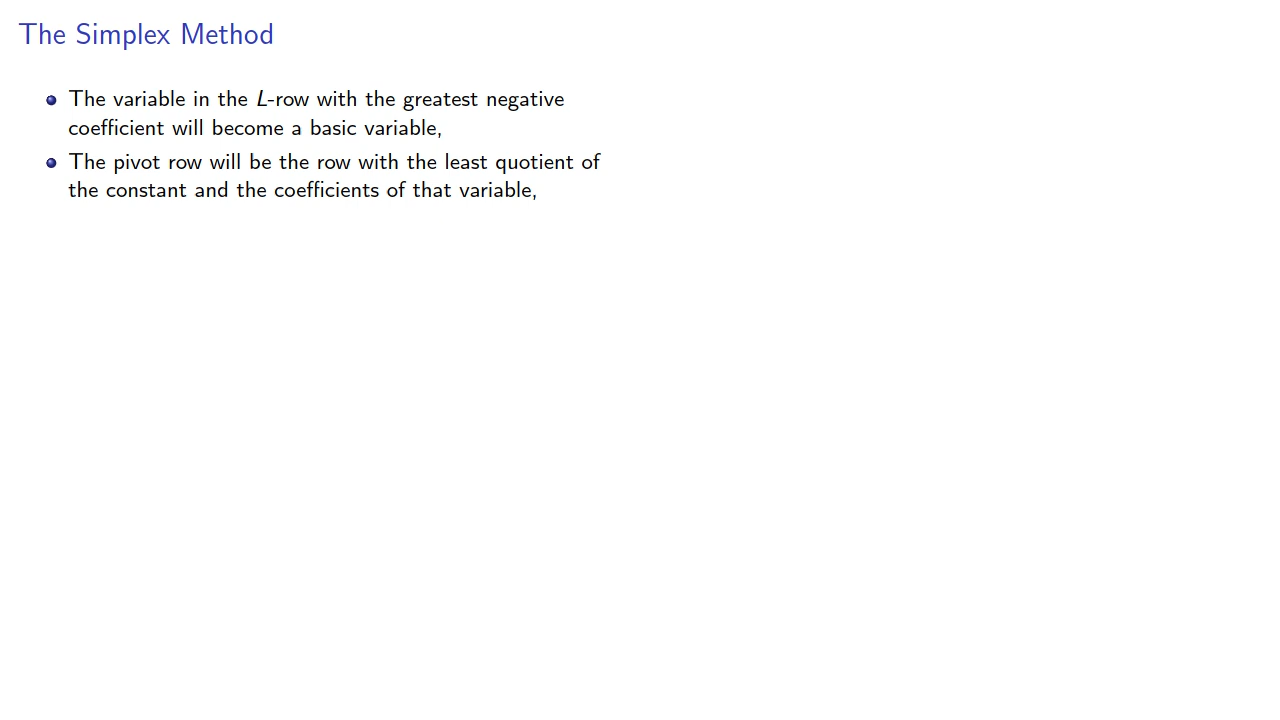 The Simplex Method
The variable in the L-row with the greatest negative
coefficient will become a basic variable,
The pivot row will be the row with the least quotient of
the constant and the coefficients of that variable,